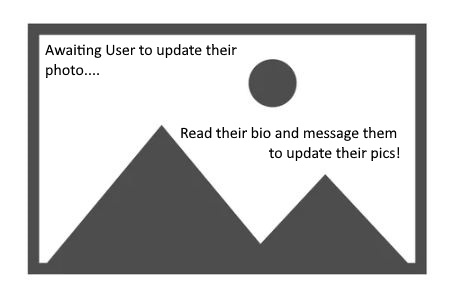 Awaiting User to update their
photo....
Read their bio and message them
to update their pics!